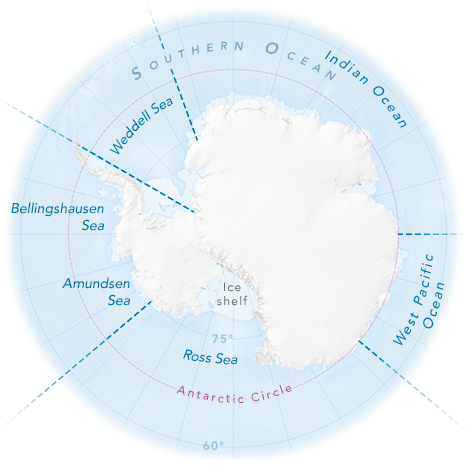 SOUTHERN OCEAN
Indian Ocean
Weddell Sea
Bellingshausen
Sea
Amundsen
Sea
Ice
shelf
West Pacific
Ocean
75°
Ross Sea
Antarctic Circle
60°